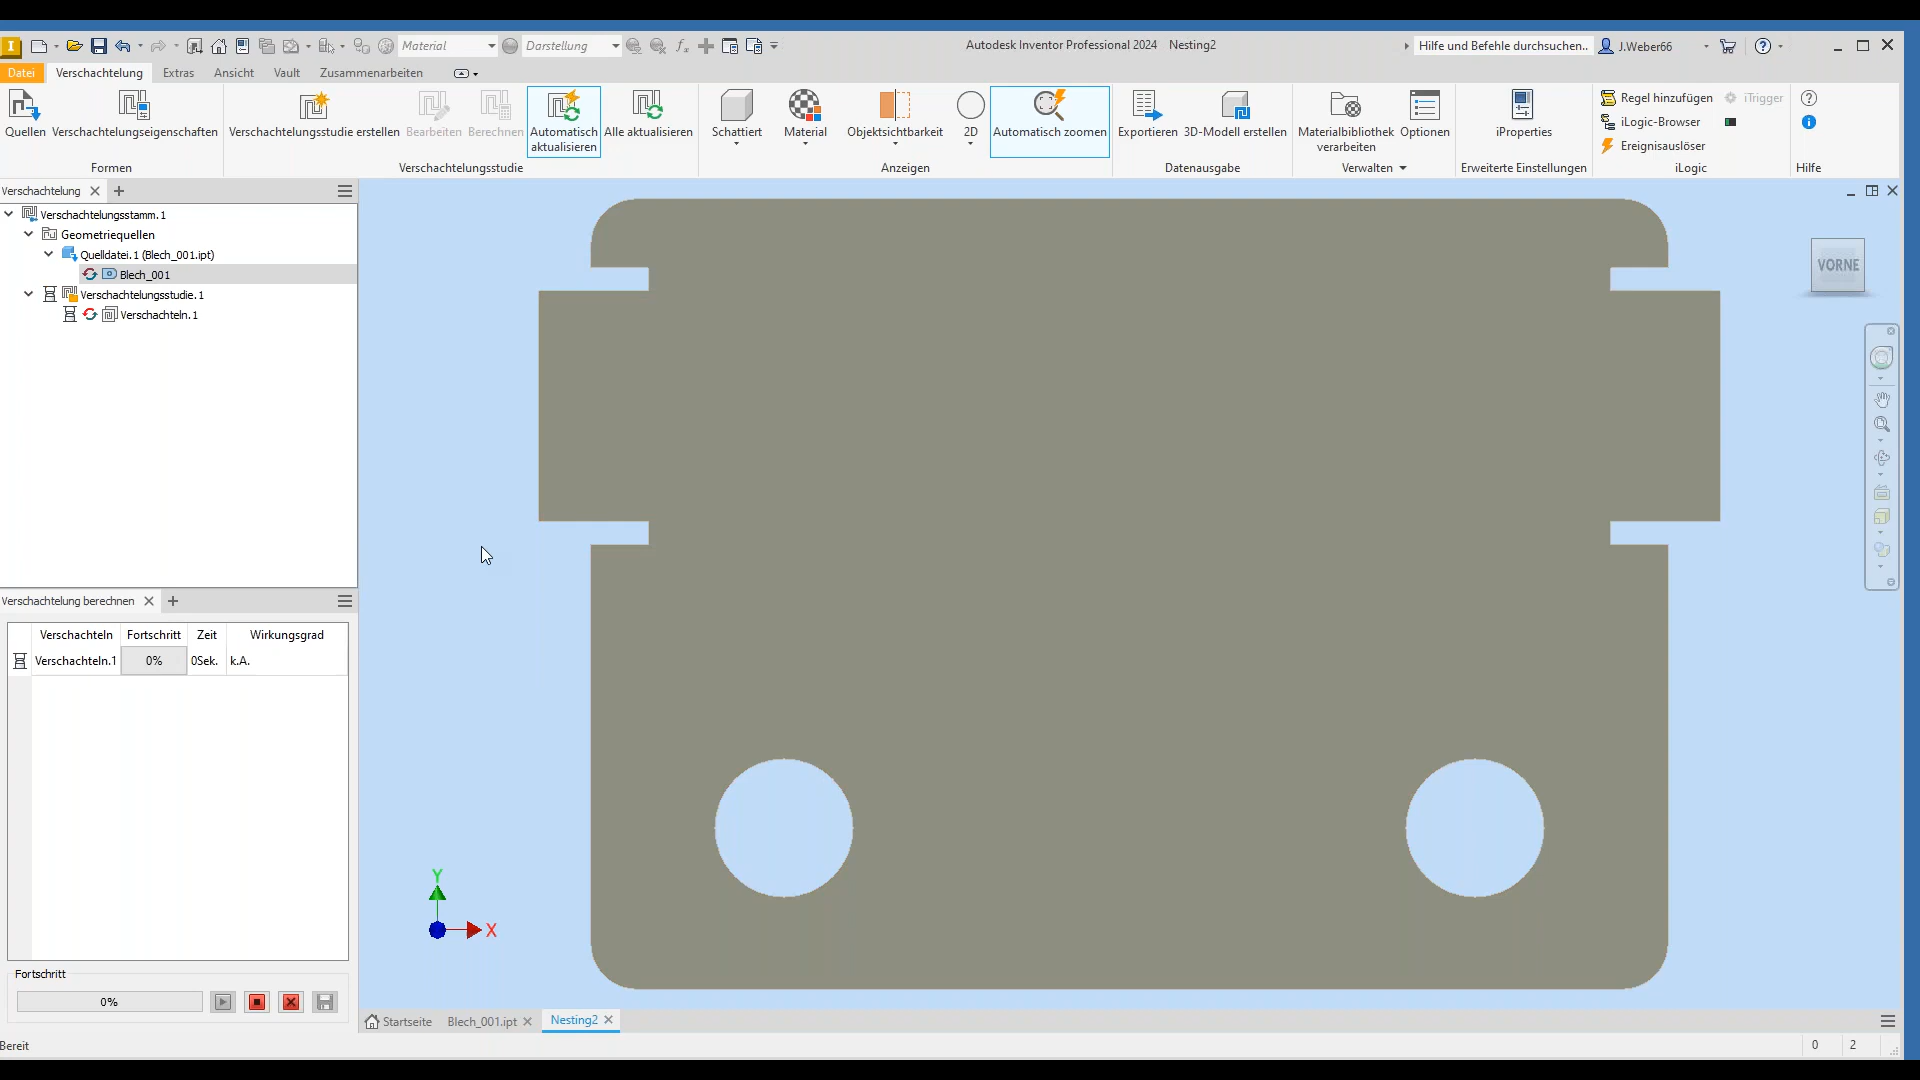 Material
Darstellung
Autodesk Inventor Professional 2024 Nesting2
Hilfe und Befehle durchsuchen..
J.Weber66
Datei Verschachtelung Extras Ansicht Vault Zusammenarbeiten
Quellen
Verschachtelungseigenschaften
Formen
Verschachtelungsstudie erstellen
Bearbeiten
Berechnen
Automatisch
aktualisieren
Alle aktualisieren
Verschachtelungsstudie
Schattiert
Material
Objektsichtbarkeit
2D
Automatisch zoomen
Anzeigen
Exportieren
3D-Modell erstellen
Datenausgabe
Materialbibliothek
verarbeiten
Optionen
Verwalten
iProperties
Erweiterte Einstellungen
Regel hinzufügen
iTrigger
iLogic-Browser
Ereignisauslöser
iLogic
Hilfe
Verschachtelung
Verschachtelungsstamm.1
Geometriequellen
Quelldatei.1 (Blech_001.ipt)
Blech_001
Verschachtelungsstudie.1
Verschachteln.1
VORNE
Verschachtelung berechnen
Verschachteln Fortschritt Zeit Wirkungsgrad
Verschachteln.1 0% 0Sek. k.A.
Fortschritt
0%
Y
X
Startseite Blech_001.ipt Nesting2
Bereit
0 2